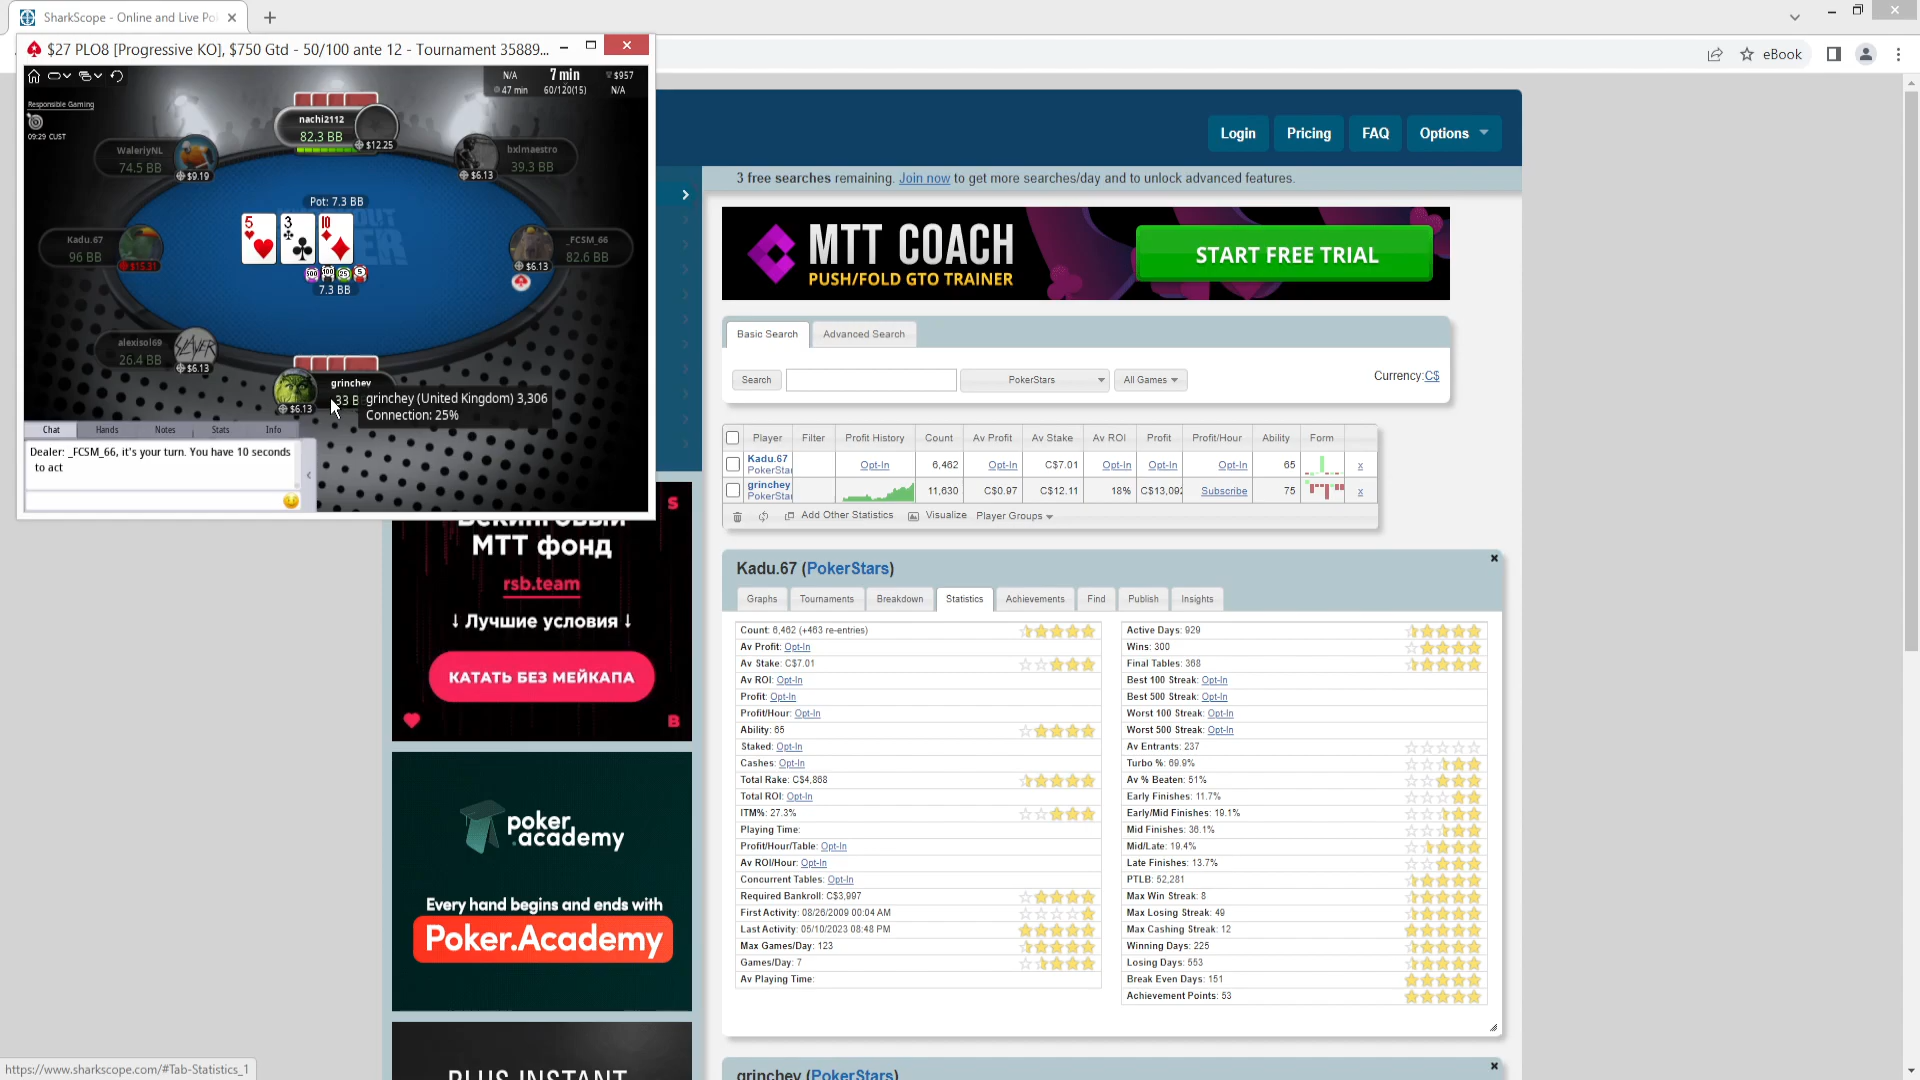 SharkScope - Online and Live Po
eBook
$27 PLO8 [Progressive KO], $750 Gtd - 50/100 ante 12 - Tournament 35889...
N/A 7 min $957
47 min 60/120(15) N/A
Responsible Gaming
09:29 CUST
nachi2112
82.3 BB
$12.25
WaleriyNL
74.5 BB
$9.19
bxlmaestro
39.3 BB
$6.13
Pot: 7.3 BB
5 3 10
Kadu.67
96 BB
$15.31
_FCSM_66
82.6 BB
$6.13
500 100 25 5
7.3 BB
alexisol69
26.4 BB
SLAYER
$6.13
grinchey
33 B
$6.13
grinchey (United Kingdom) 3,306
Connection: 25%
Chat Hands Notes Stats Info
Dealer: _FCSM_66, it's your turn. You have 10 seconds
to act
Login Pricing FAQ Options
3 free searches remaining. Join now to get more searches/day and to unlock advanced features.
MTT COACH
PUSH/FOLD GTO TRAINER
START FREE TRIAL
Basic Search Advanced Search
Search PokerStars All Games Currency:C$
Player Filter Profit History Count Av Profit Av Stake Av ROI Profit Profit/Hour Ability Form
Kadu.67 PokerStar Opt-In 6,462 Opt-In C$7.01 Opt-In Opt-In Opt-In 65 x
grinchey PokerStar 11,630 C$0.97 C$12.11 18% C$13,092 Subscribe 75 x
Add Other Statistics Visualize Player Groups
МТТ фонд
rsb.team
↓ Лучшие условия ↓
КАТАТЬ БЕЗ МЕЙКАПА
S
B
poker
.academy
Every hand begins and ends with
Poker.Academy
PLUS INSTANT
Kadu.67 (PokerStars)
Graphs Tournaments Breakdown Statistics Achievements Find Publish Insights
Count: 6,462 (+463 re-entries)
Av Profit: Opt-In
Av Stake: C$7.01
Av ROI: Opt-In
Profit: Opt-In
Profit/Hour: Opt-In
Ability: 65
Staked: Opt-In
Cashes: Opt-In
Total Rake: C$4,868
Total ROI: Opt-In
ITM%: 27.3%
Playing Time:
Profit/Hour/Table: Opt-In
Av ROI/Hour: Opt-In
Concurrent Tables: Opt-In
Required Bankroll: C$3,997
First Activity: 08/26/2009 00:04 AM
Last Activity: 05/10/2023 08:48 PM
Max Games/Day: 123
Games/Day: 7
Av Playing Time:
Active Days: 929
Wins: 300
Final Tables: 368
Best 100 Streak: Opt-In
Best 500 Streak: Opt-In
Worst 100 Streak: Opt-In
Worst 500 Streak: Opt-In
Av Entrants: 237
Turbo %: 69.9%
Av % Beaten: 51%
Early Finishes: 11.7%
Early/Mid Finishes: 19.1%
Mid Finishes: 36.1%
Mid/Late: 19.4%
Late Finishes: 13.7%
PTLB: 52,281
Max Win Streak: 8
Max Losing Streak: 49
Max Cashing Streak: 12
Winning Days: 225
Losing Days: 553
Break Even Days: 151
Achievement Points: 53
grinchey (PokerStars)
https://www.sharkscope.com/#Tab-Statistics_1